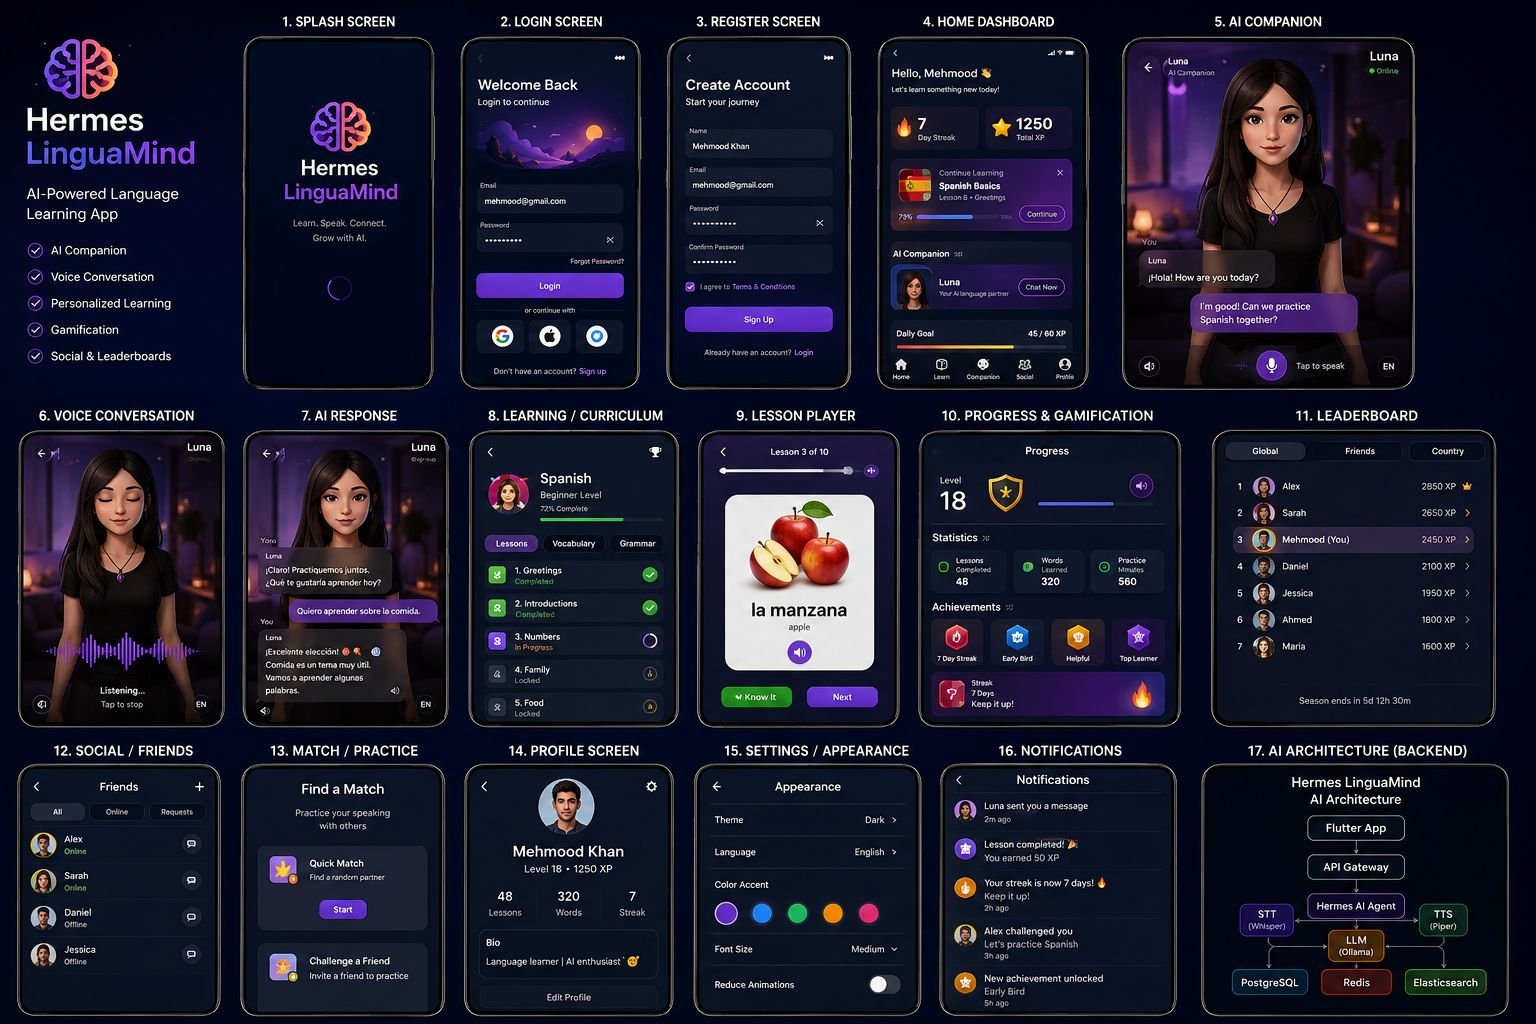 Hermes
LinguaMind
AI-Powered Language
Learning App
AI Companion
Voice Conversation
Personalized Learning
Gamification
Social & Leaderboards
1. SPLASH SCREEN
Hermes
LinguaMind
Learn. Speak. Connect.
Grow with AI.
2. LOGIN SCREEN
Welcome Back
Login to continue
Email
mehmood@gmail.com
Password
Forgot Password?
Login
or continue with
Don't have an account? Sign up
3. REGISTER SCREEN
Create Account
Start your journey
Name
Mehmood Khan
Email
mehmood@gmail.com
Password
Confirm Password
I agree to Terms & Conditions
Sign Up
Already have an account? Login
4. HOME DASHBOARD
Hello, Mehmood 👋
Let's learn something new today!
7
Day Streak
1250
Total XP
Continue Learning
Spanish Basics
Lesson 8 • Greetings
Continue
AI Companion
Luna
Your AI language partner
Chat Now
Daily Goal
45 / 60 XP
Home
Learn
Companion
Social
Profile
5. AI COMPANION
Luna
AI Companion
Luna
Online
You
Luna
¡Hola! How are you today?
I'm good! Can we practice
Spanish together?
Tap to speak
EN
6. VOICE CONVERSATION
Luna
Listening...
Tap to stop
EN
7. AI RESPONSE
Luna
Luna
¡Claro! Practiquemos juntos.
¿Qué te gustaría aprender hoy?
Quiero aprender sobre la comida.
You
Luna
¡Excelente elección!
Comida es un tema muy útil.
Vamos a aprender algunas
palabras.
EN
8. LEARNING / CURRICULUM
Spanish
Beginner Level
72% Complete
Lessons
Vocabulary
Grammar
1. Greetings
Completed
2. Introductions
Completed
3. Numbers
In Progress
4. Family
Locked
5. Food
Locked
9. LESSON PLAYER
Lesson 3 of 10
la manzana
apple
Know It
Next
10. PROGRESS & GAMIFICATION
Progress
Level
18
Statistics
Lessons
Completed
48
Words
Learned
320
Practice
Minutes
560
Achievements
7 Day Streak
Early Bird
Helpful
Top Learner
Streak
7 Days
Keep it up!
11. LEADERBOARD
Global
Friends
Country
1 Alex 2850 XP
2 Sarah 2650 XP
3 Mehmood (You) 2450 XP
4 Daniel 2100 XP
5 Jessica 1950 XP
6 Ahmed 1800 XP
7 Maria 1600 XP
Season ends in 5d 12h 30m
12. SOCIAL / FRIENDS
Friends
All
Online
Requests
Alex
Online
Sarah
Online
Daniel
Offline
Jessica
Offline
13. MATCH / PRACTICE
Find a Match
Practice your speaking
with others
Quick Match
Find a random partner
Start
Challenge a Friend
Invite a friend to practice
14. PROFILE SCREEN
Mehmood Khan
Level 18 • 1250 XP
48
Lessons
320
Words
7
Streak
Bio
Language learner | AI enthusiast
Edit Profile
15. SETTINGS / APPEARANCE
Appearance
Theme
Dark
Language
English
Color Accent
Font Size
Medium
Reduce Animations
16. NOTIFICATIONS
Notifications
Luna sent you a message
2m ago
Lesson completed! 🎉
You earned 50 XP
Your streak is now 7 days! 🔥
Keep it up!
2h ago
Alex challenged you
Let's practice Spanish
3h ago
New achievement unlocked
Early Bird
5h ago
17. AI ARCHITECTURE (BACKEND)
Hermes LinguaMind
AI Architecture
Flutter App
API Gateway
Hermes AI Agent
STT
(Whisper)
TTS
(Piper)
LLM
(Ollama)
PostgreSQL
Redis
Elasticsearch